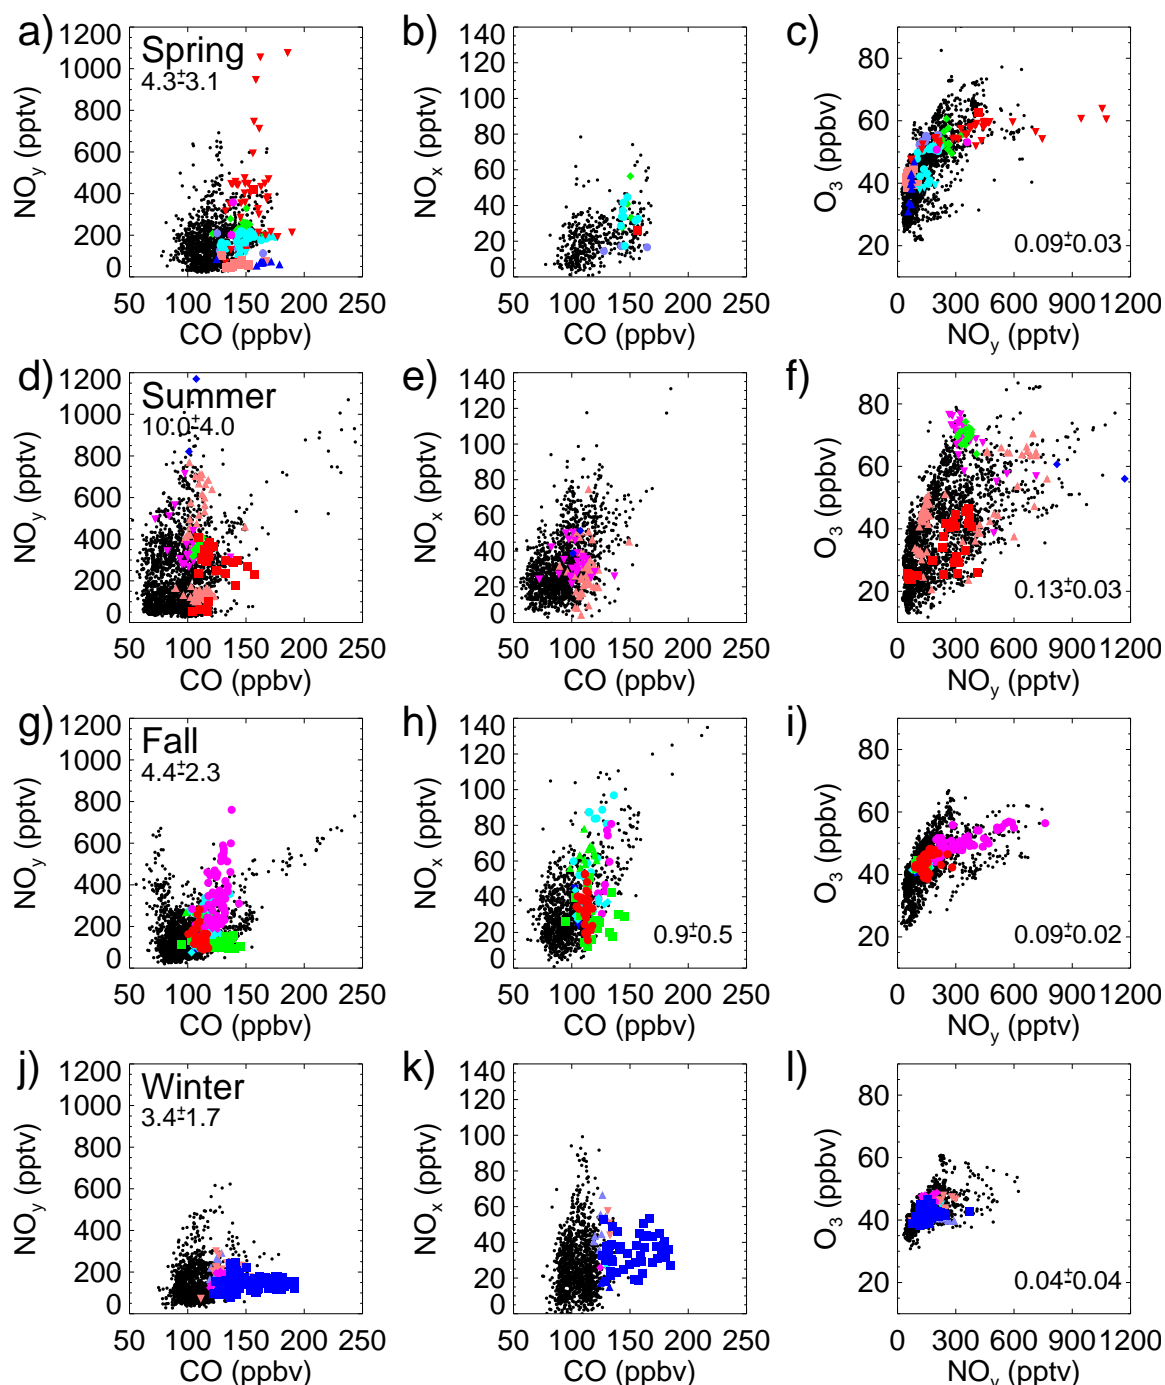 a) b) c)
Spring
4.3±3.1
0.09±0.03
NOy (pptv)
1200
1000
800
600
400
200
0
50 100 150 200 250
CO (ppbv)
NOx (pptv)
140
120
100
80
60
40
20
0
50 100 150 200 250
CO (ppbv)
O3 (ppbv)
80
60
40
20
0 300 600 900 1200
NOy (pptv)
d) e) f)
Summer
10.0±4.0
0.13±0.03
NOy (pptv)
1200
1000
800
600
400
200
0
50 100 150 200 250
CO (ppbv)
NOx (pptv)
140
120
100
80
60
40
20
0
50 100 150 200 250
CO (ppbv)
O3 (ppbv)
80
60
40
20
0 300 600 900 1200
NOy (pptv)
g) h) i)
Fall
4.4±2.3
0.9±0.5
0.09±0.02
NOy (pptv)
1200
1000
800
600
400
200
0
50 100 150 200 250
CO (ppbv)
NOx (pptv)
140
120
100
80
60
40
20
0
50 100 150 200 250
CO (ppbv)
O3 (ppbv)
80
60
40
20
0 300 600 900 1200
NOy (pptv)
j) k) l)
Winter
3.4±1.7
0.04±0.04
NOy (pptv)
1200
1000
800
600
400
200
0
50 100 150 200 250
CO (ppbv)
NOx (pptv)
140
120
100
80
60
40
20
0
50 100 150 200 250
CO (ppbv)
O3 (ppbv)
80
60
40
20
0 300 600 900 1200
NOy (pptv)